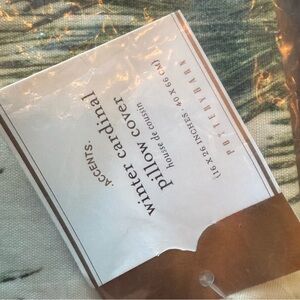 ACCENTS.
winter cardinal
pillow cover
housse de coussin
(16 X 26 INCHES · 40 X 66 CM)
POTTERY BARN